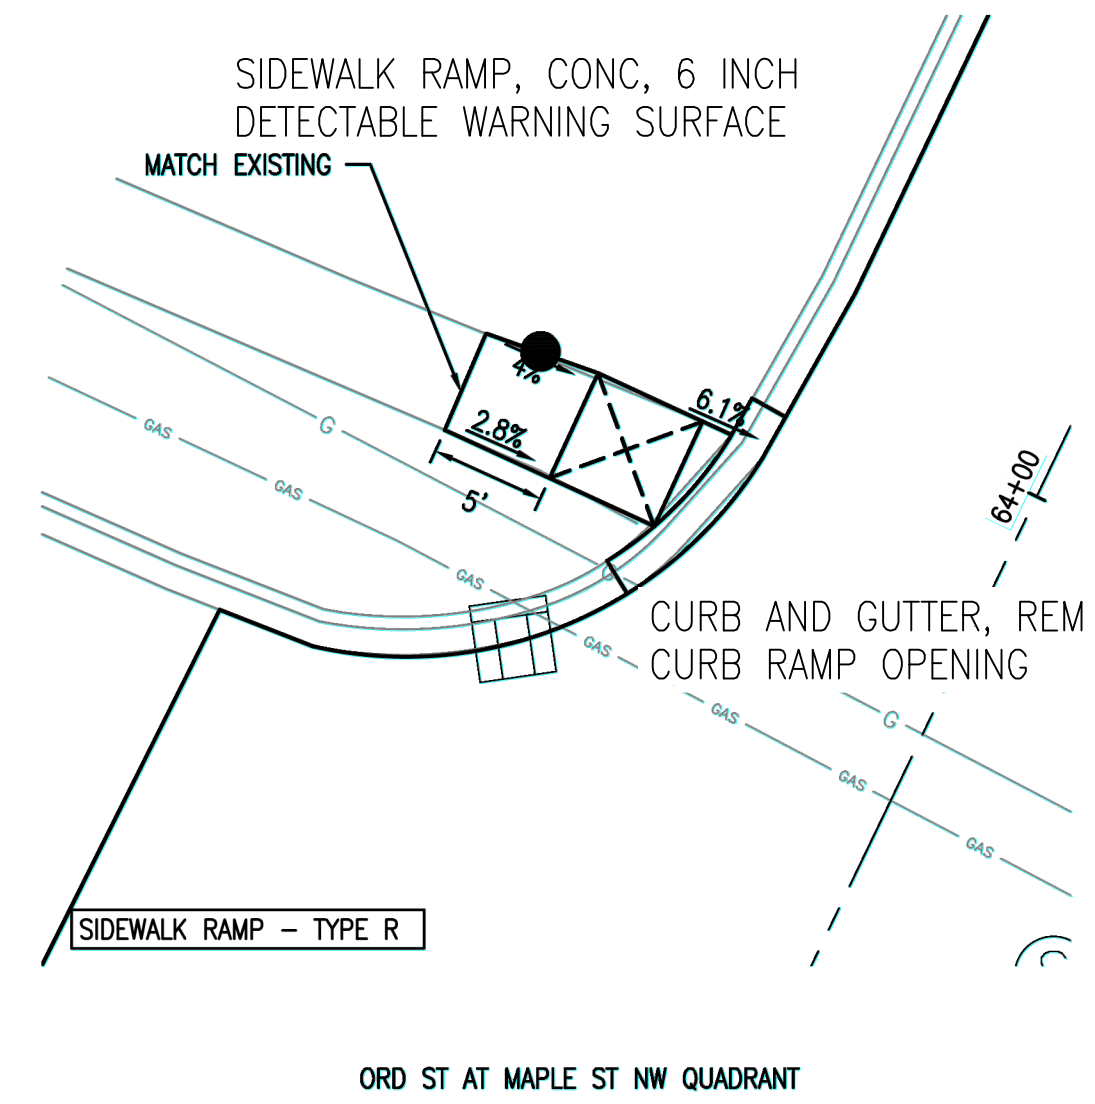 SIDEWALK RAMP, CONC, 6 INCH
DETECTABLE WARNING SURFACE
MATCH EXISTING
4%
6.1%
2.8%
5'
G
GAS
GAS
64+00
G
GAS
CURB AND GUTTER, REM
CURB RAMP OPENING
GAS
GAS
G
GAS
GAS
SIDEWALK RAMP - TYPE R
ORD ST AT MAPLE ST NW QUADRANT